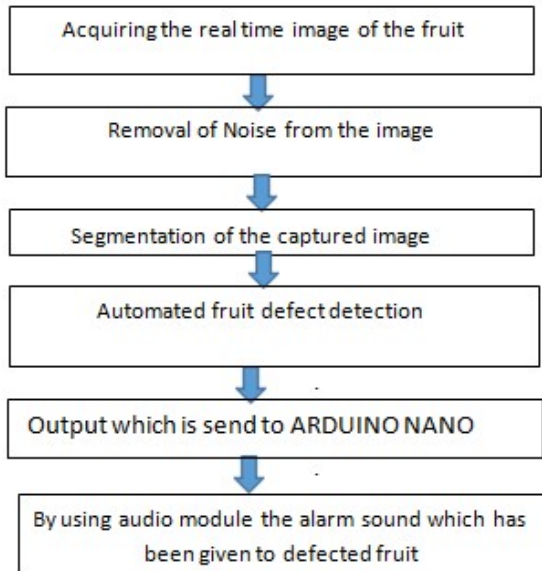 Acquiring the real time image of the fruit
Removal of Noise from the image
Segmentation of the captured image
Automated fruit defect detection
.
Output which is send to ARDUINO NANO
.
By using audio module the alarm sound which has
been given to defected fruit